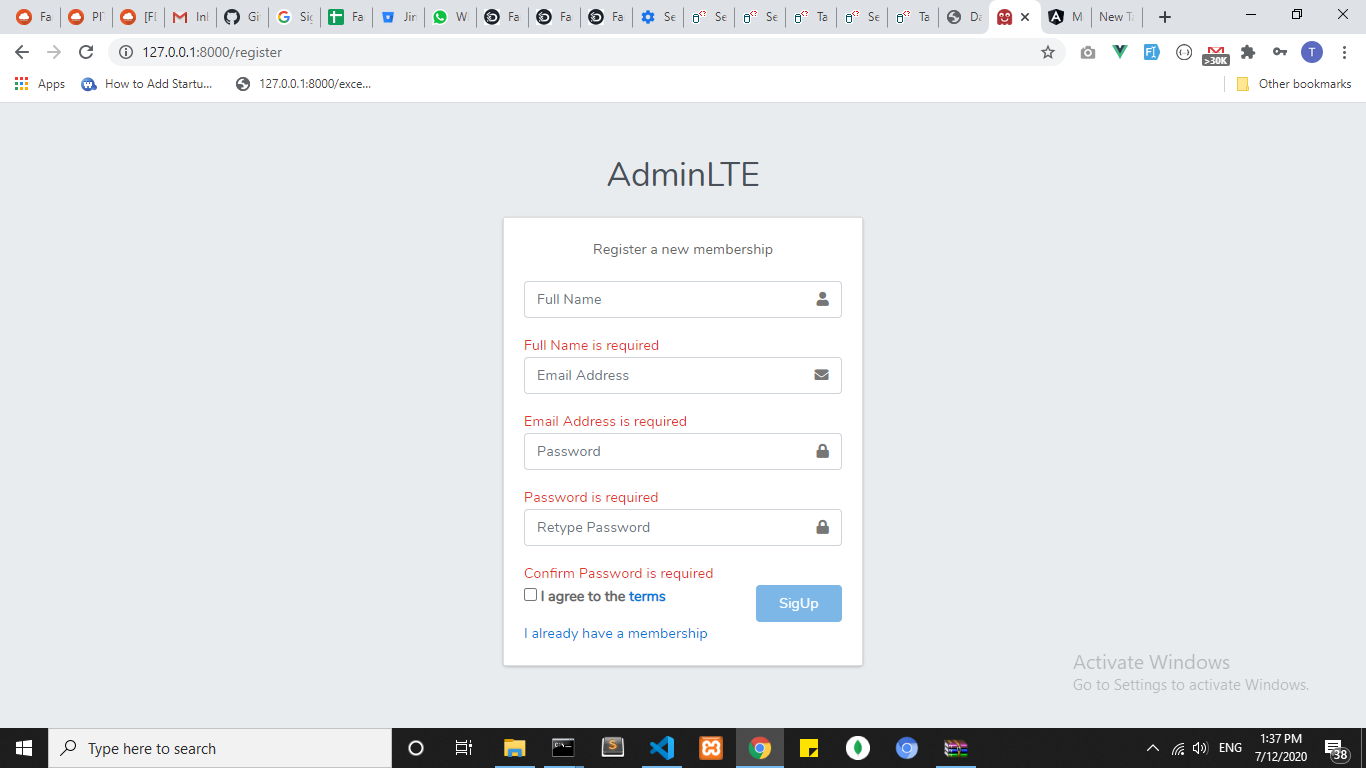 Fa
Pl
[Fl
Inl
Gi
Sig
Fa
Jir
W
Fa
Fa
Fa
Se
Se
Se
Ta
Se
Ta
Da
M
New T
127.0.0.1:8000/register
>30K
T
Apps
How to Add Startu...
127.0.0.1:8000/exce...
Other bookmarks
AdminLTE
Register a new membership
Full Name
Full Name is required
Email Address
Email Address is required
Password
Password is required
Retype Password
Confirm Password is required
I agree to the terms
SigUp
I already have a membership
Activate Windows
Go to Settings to activate Windows.
Type here to search
ENG
1:37 PM
7/12/2020
38